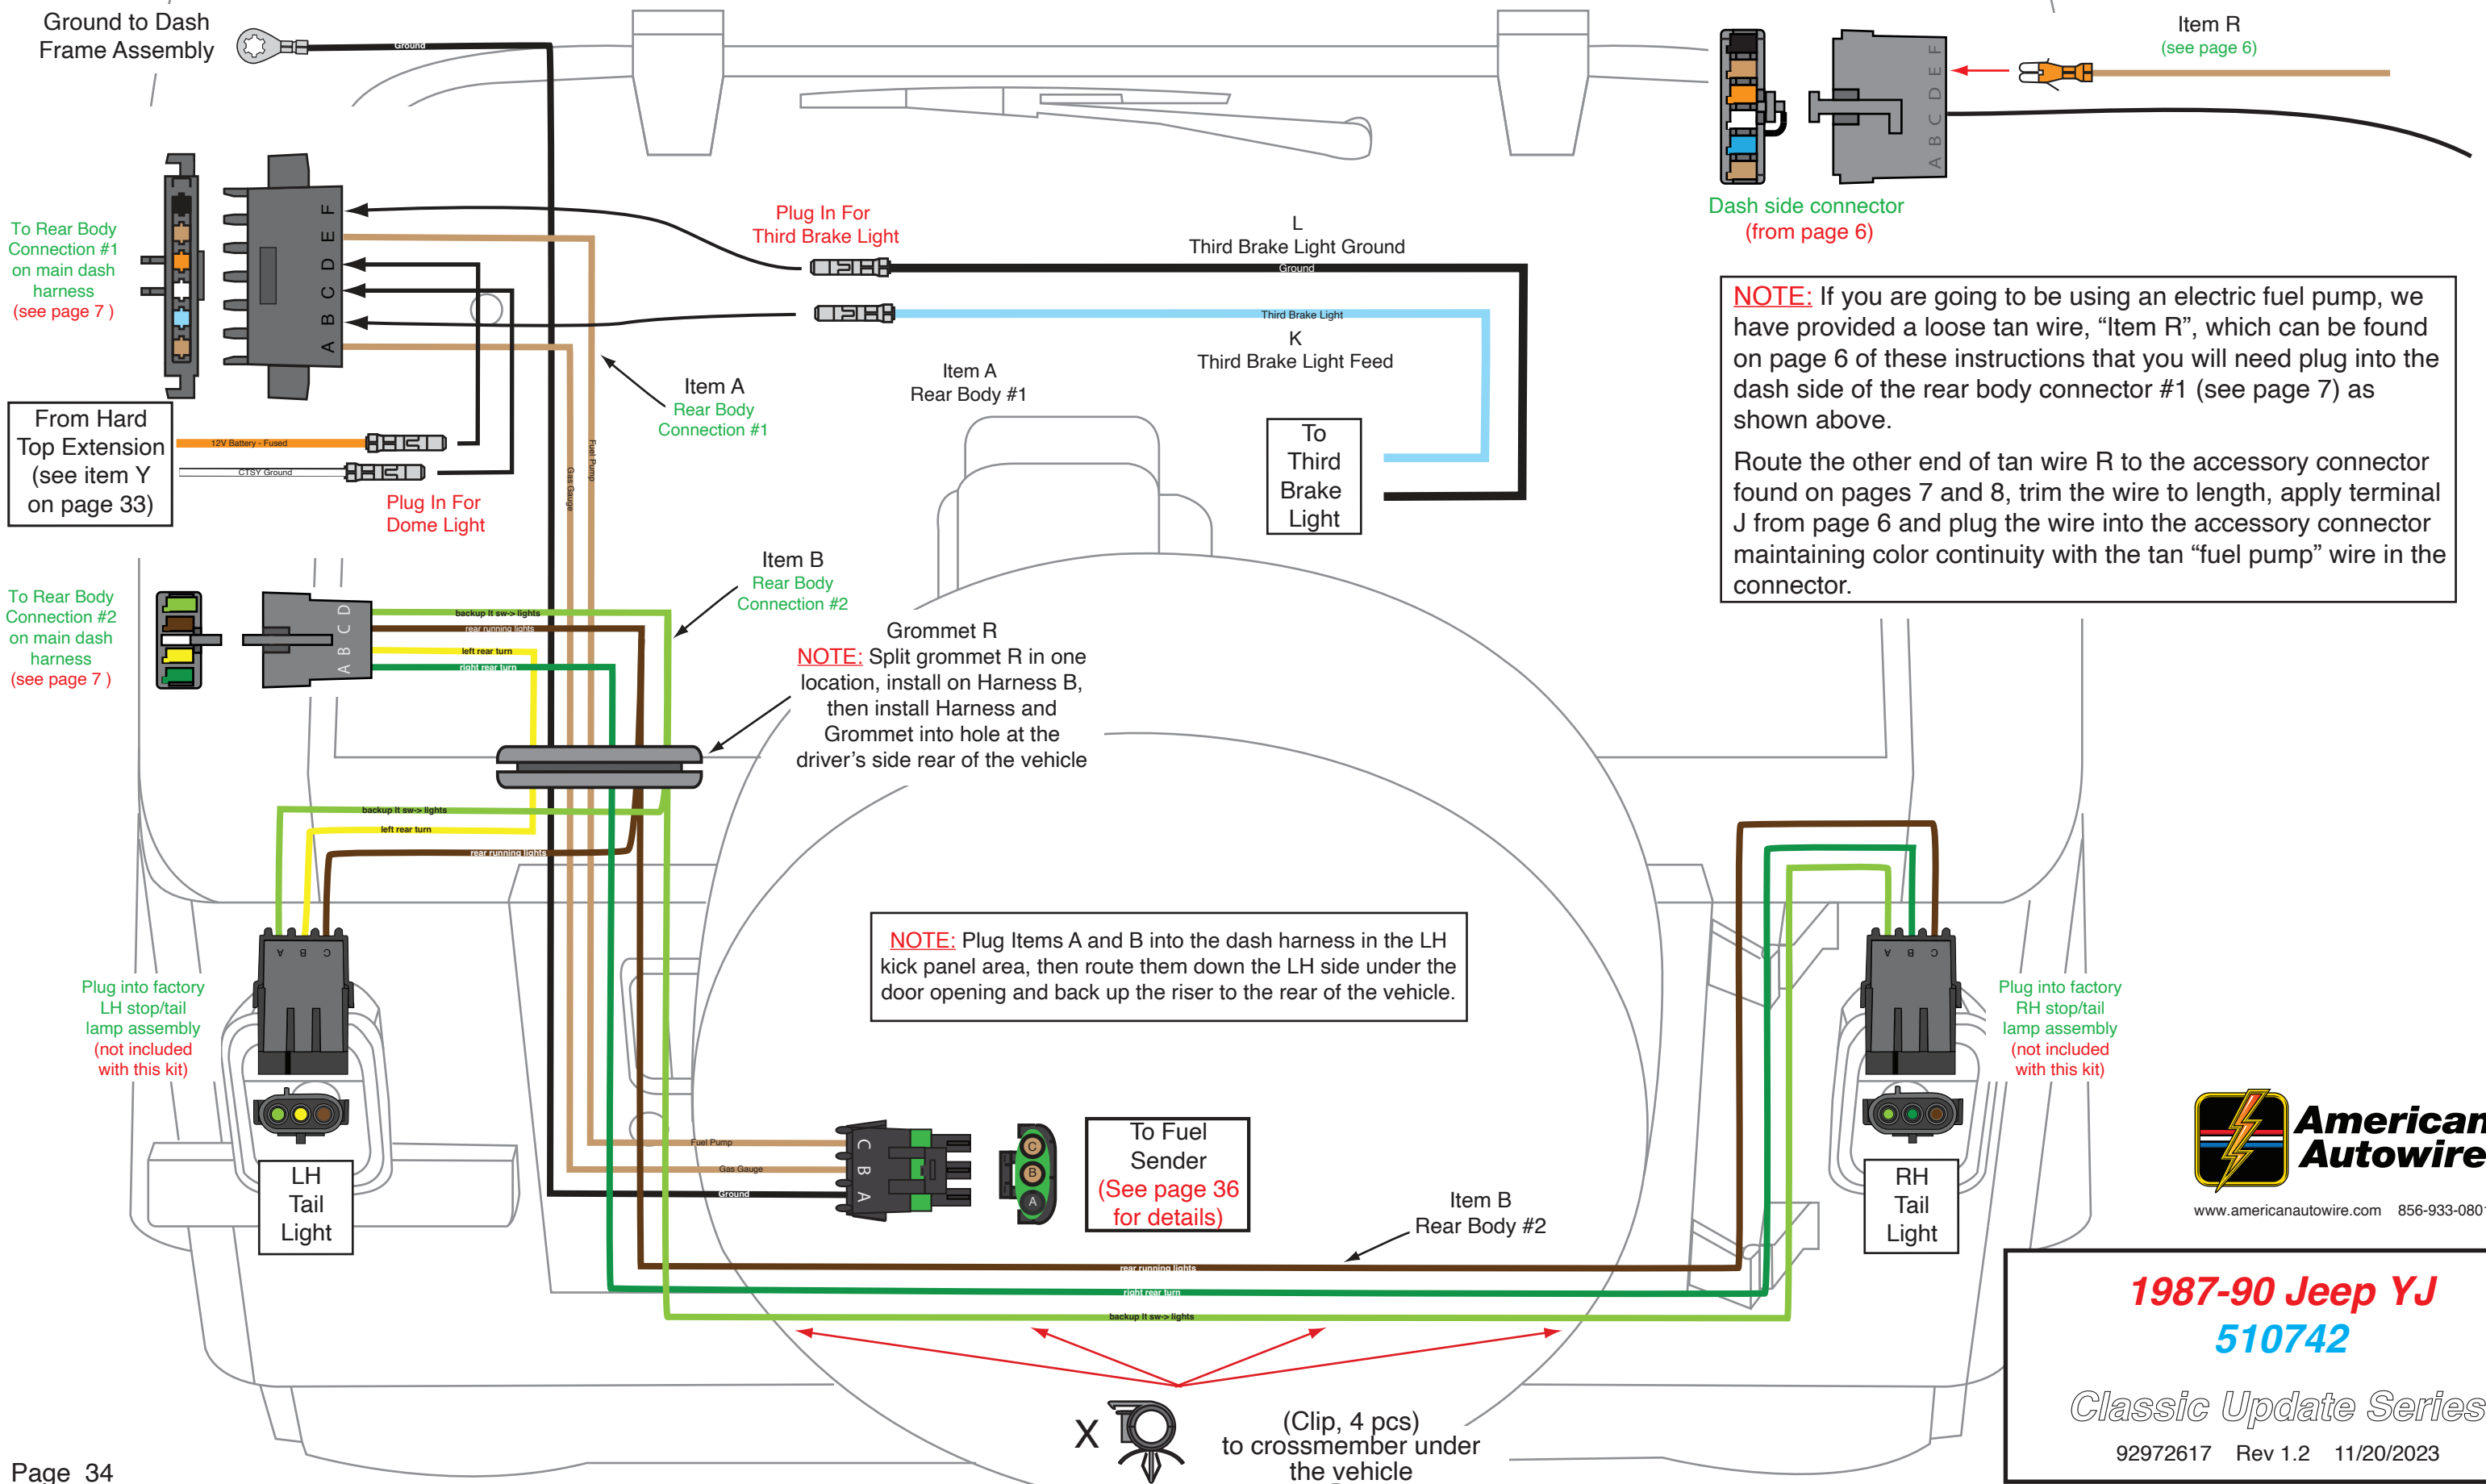 Ground to Dash
Frame Assembly
Ground
Item R
(see page 6)
A B C D E F
Dash side connector
(from page 6)
To Rear Body
Connection #1
on main dash
harness
(see page 7 )
F
E
D
C
B
A
Plug In For
Third Brake Light
L
Third Brake Light Ground
Ground
Third Brake Light
K
Third Brake Light Feed
Item A
Rear Body #1
Item A
Rear Body
Connection #1
Fuel Pump
Gas Gauge
From Hard
Top Extension
(see item Y
on page 33)
12V Battery - Fused
CTSY Ground
Plug In For
Dome Light
To
Third
Brake
Light
NOTE: If you are going to be using an electric fuel pump, we
have provided a loose tan wire, “Item R”, which can be found
on page 6 of these instructions that you will need plug into the
dash side of the rear body connector #1 (see page 7) as
shown above.
Route the other end of tan wire R to the accessory connector
found on pages 7 and 8, trim the wire to length, apply terminal
J from page 6 and plug the wire into the accessory connector
maintaining color continuity with the tan “fuel pump” wire in the
connector.
To Rear Body
Connection #2
on main dash
harness
(see page 7 )
A B C D
backup lt sw-> lights
rear running lights
left rear turn
right rear turn
Item B
Rear Body
Connection #2
Grommet R
NOTE: Split grommet R in one
location, install on Harness B,
then install Harness and
Grommet into hole at the
driver’s side rear of the vehicle
backup lt sw-> lights
left rear turn
rear running lights
A B C
Plug into factory
LH stop/tail
lamp assembly
(not included
with this kit)
LH
Tail
Light
NOTE: Plug Items A and B into the dash harness in the LH
kick panel area, then route them down the LH side under the
door opening and back up the riser to the rear of the vehicle.
Fuel Pump
Gas Gauge
Ground
C
B
A
C
B
A
To Fuel
Sender
(See page 36
for details)
A B C
Plug into factory
RH stop/tail
lamp assembly
(not included
with this kit)
RH
Tail
Light
Item B
Rear Body #2
rear running lights
right rear turn
backup lt sw-> lights
X
(Clip, 4 pcs)
to crossmember under
the vehicle
American
Autowire
www.americanautowire.com 856-933-0801
1987-90 Jeep YJ
510742
Classic Update Series
92972617 Rev 1.2 11/20/2023
Page 34